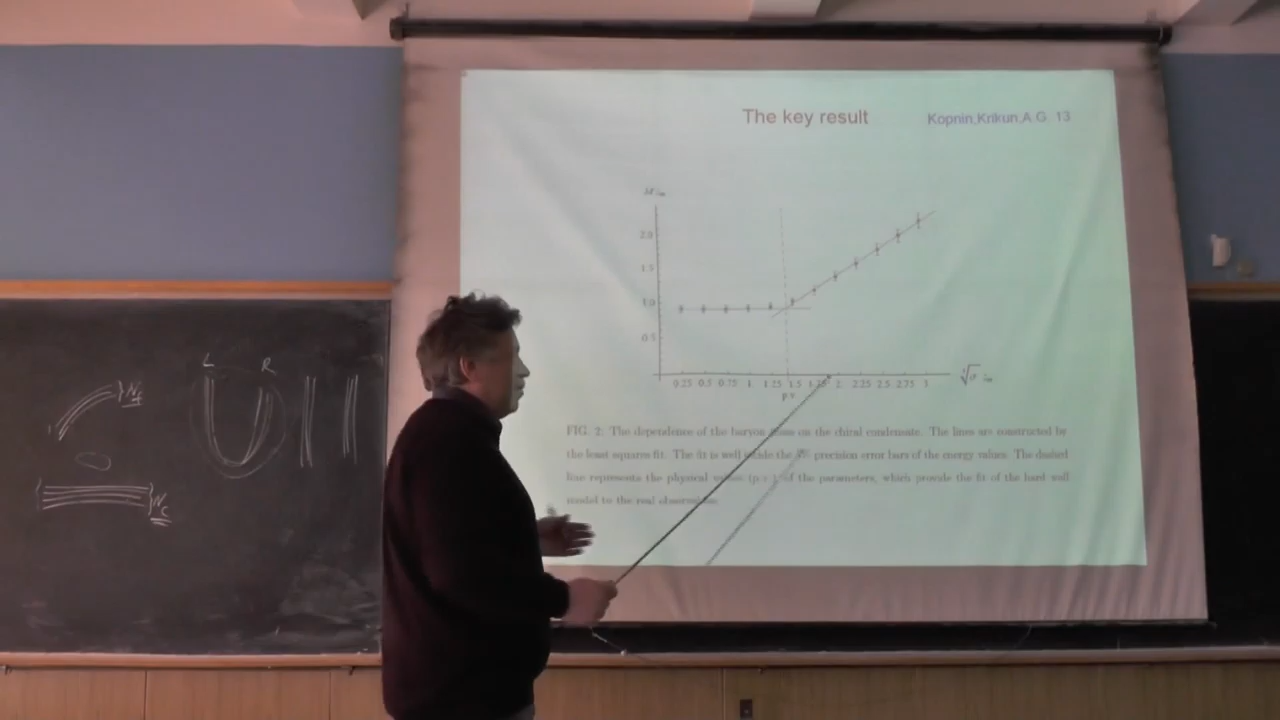 The key result
Kopnin,Krikun,A.G. 13
2.0
1.5
1.0
0.5
0.25 0.5 0.75 1 1.25 1.5 2. 2.25 2.5 2.75 3
p.v.
FIG. 2: The dependence of the baryon mass on the chiral condensate. The lines are constructed by
the least squares fit. The fit is well inside the precision error bars of the energy values. The dashed
line represents the physical values (p.v.) of the parameters, which provide the fit of the hard wall
model to the real
L R
N_f
N_c